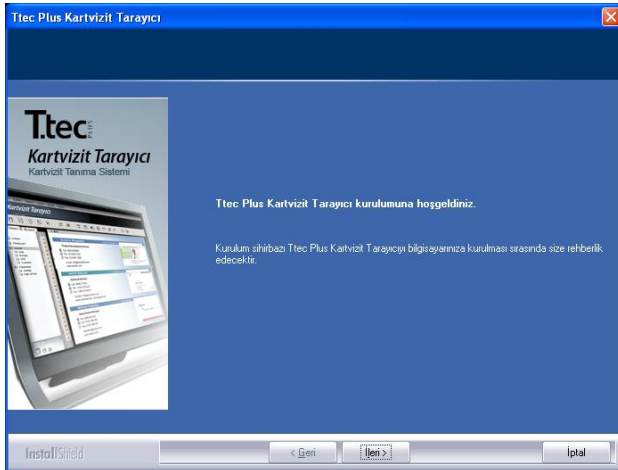 Ttec Plus Kartvizit Tarayıcı
T.tec PLUS
Kartvizit Tarayıcı
Kartvizit Tanıma Sistemi
Kartvizit Tarayıcı
Ttec Plus Kartvizit Tarayıcı kurulumuna hoşgeldiniz.
Kurulum sihirbazı Ttec Plus Kartvizit Tarayıcıyı bilgisayarınıza kurulması sırasında size rehberlik
edecektir.
InstallShield
< Geri
İleri >
İptal